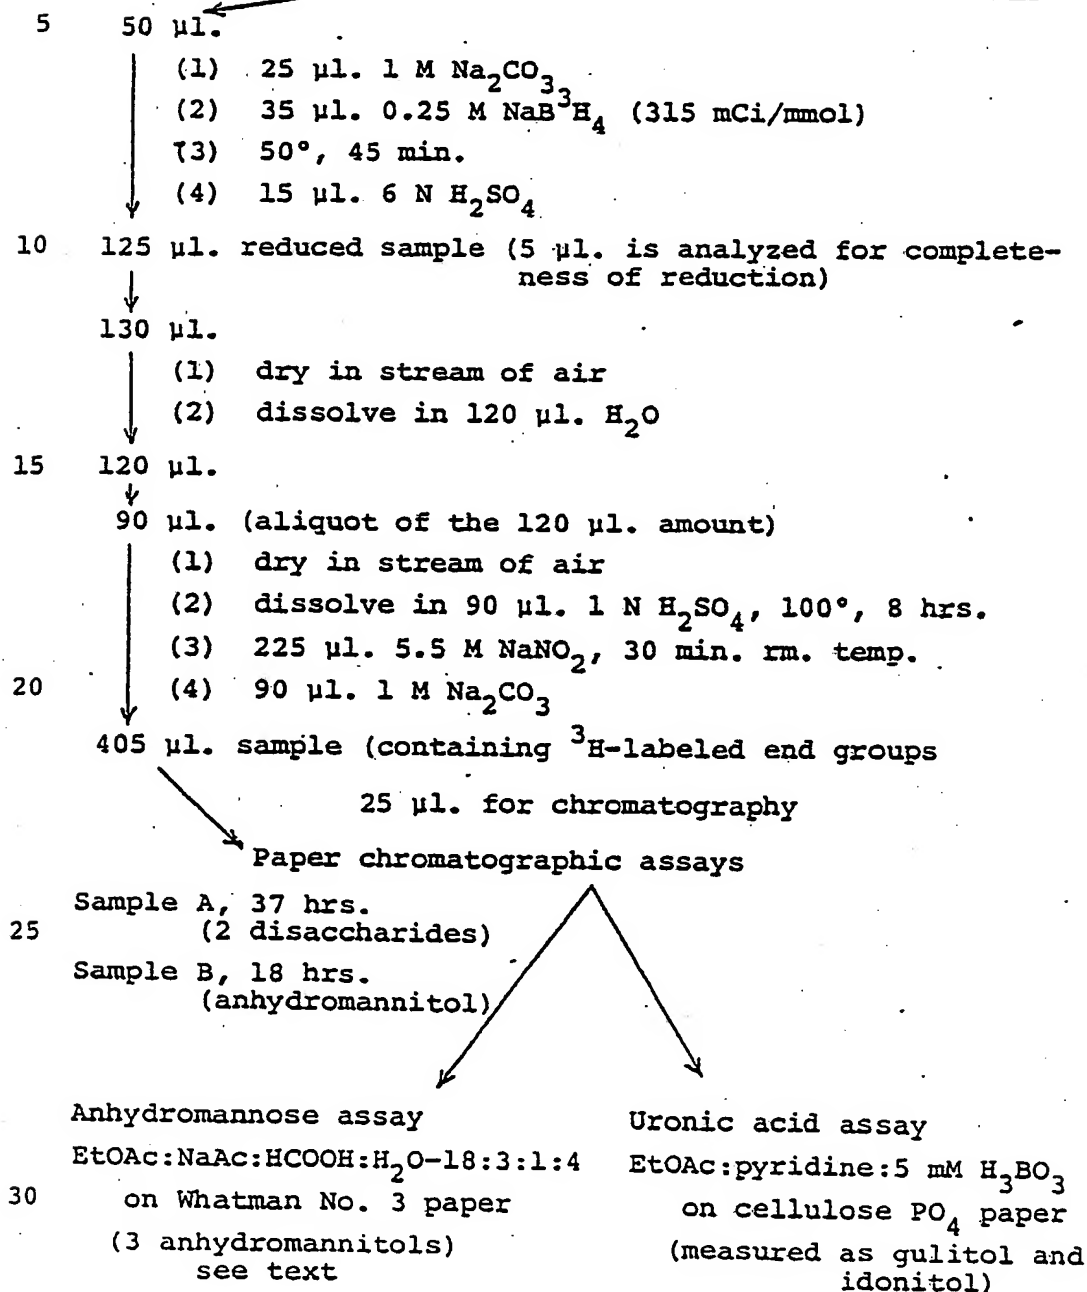 5 50 µl.
(1) 25 µl. 1 M Na₂CO₃
(2) 35 µl. 0.25 M NaB³H₄ (315 mCi/mmol)
(3) 50°, 45 min.
(4) 15 µl. 6 N H₂SO₄
10 125 µl. reduced sample (5 µl. is analyzed for complete-
ness of reduction)
130 µl.
(1) dry in stream of air
(2) dissolve in 120 µl. H₂O
15 120 µl.
90 µl. (aliquot of the 120 µl. amount)
(1) dry in stream of air
(2) dissolve in 90 µl. 1 N H₂SO₄, 100°, 8 hrs.
(3) 225 µl. 5.5 M NaNO₂, 30 min. rm. temp.
20 (4) 90 µl. 1 M Na₂CO₃
405 µl. sample (containing ³H-labeled end groups
25 µl. for chromatography
Paper chromatographic assays
Sample A, 37 hrs.
25 (2 disaccharides)
Sample B, 18 hrs.
(anhydromannitol)
Anhydromannose assay
EtOAc:NaAc:HCOOH:H₂O-18:3:1:4
30 on Whatman No. 3 paper
(3 anhydromannitols)
see text
Uronic acid assay
EtOAc:pyridine:5 mM H₃BO₃
on cellulose PO₄ paper
(measured as gulitol and
idonitol)